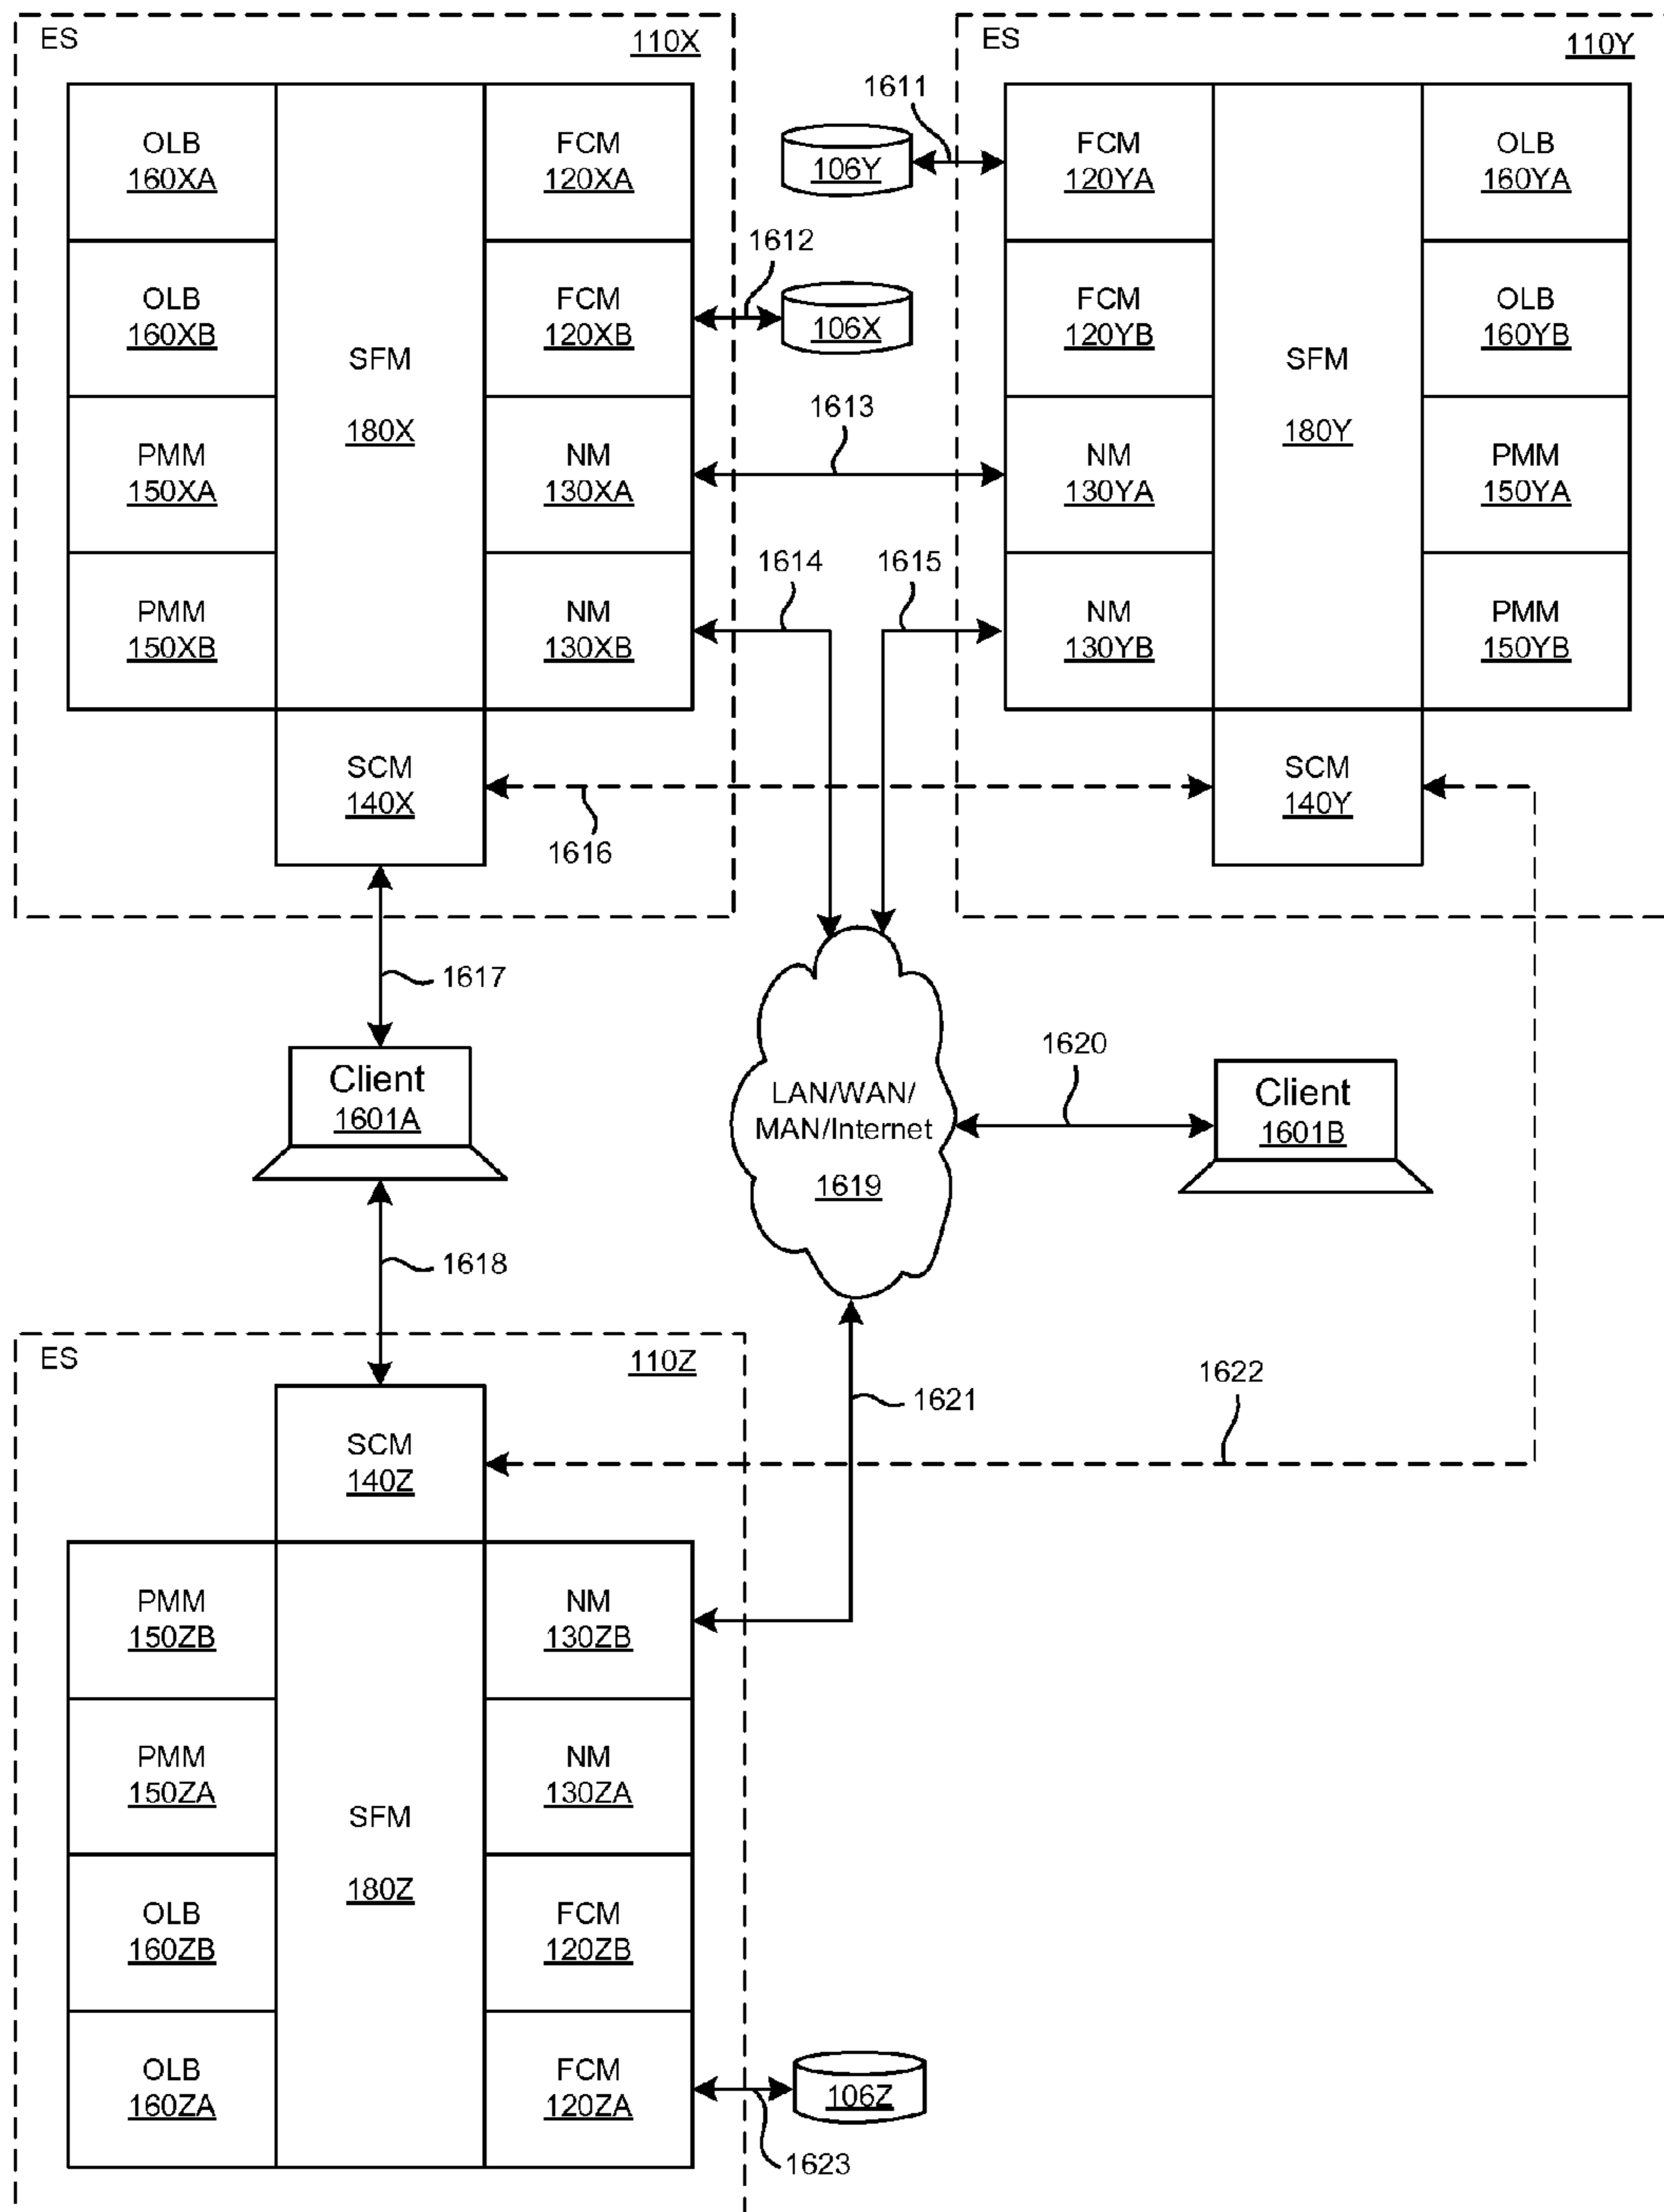 ES
110X
OLB
160XA
OLB
160XB
PMM
150XA
PMM
150XB
SFM
180X
FCM
120XA
FCM
120XB
NM
130XA
NM
130XB
SCM
140X
1611
106Y
1612
106X
1613
1614
1615
1616
ES
110Y
FCM
120YA
FCM
120YB
NM
130YA
NM
130YB
SFM
180Y
OLB
160YA
OLB
160YB
PMM
150YA
PMM
150YB
SCM
140Y
1617
Client
1601A
1618
LAN/WAN/
MAN/Internet
1619
1620
Client
1601B
1621
1622
ES
110Z
SCM
140Z
PMM
150ZB
PMM
150ZA
OLB
160ZB
OLB
160ZA
SFM
180Z
NM
130ZB
NM
130ZA
FCM
120ZB
FCM
120ZA
106Z
1623